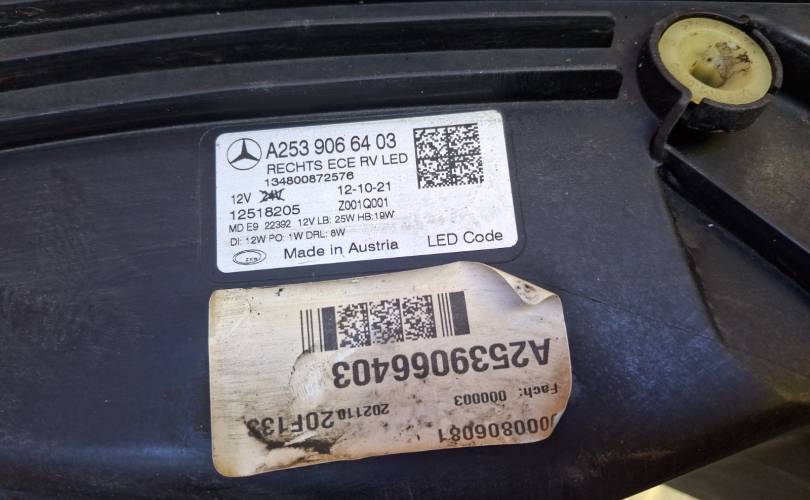 A253 906 64 03
RECHTS ECE RV LED
134800872576
12V 24V 12-10-21
12518205 Z001Q001
MD E9 22392 12V LB: 25W HB:19W
DI: 12W PO: 1W DRL: 8W
Made in Austria LED Code
ZKW
J000806081
Fach: 000003
202110 20F133
A2539066403